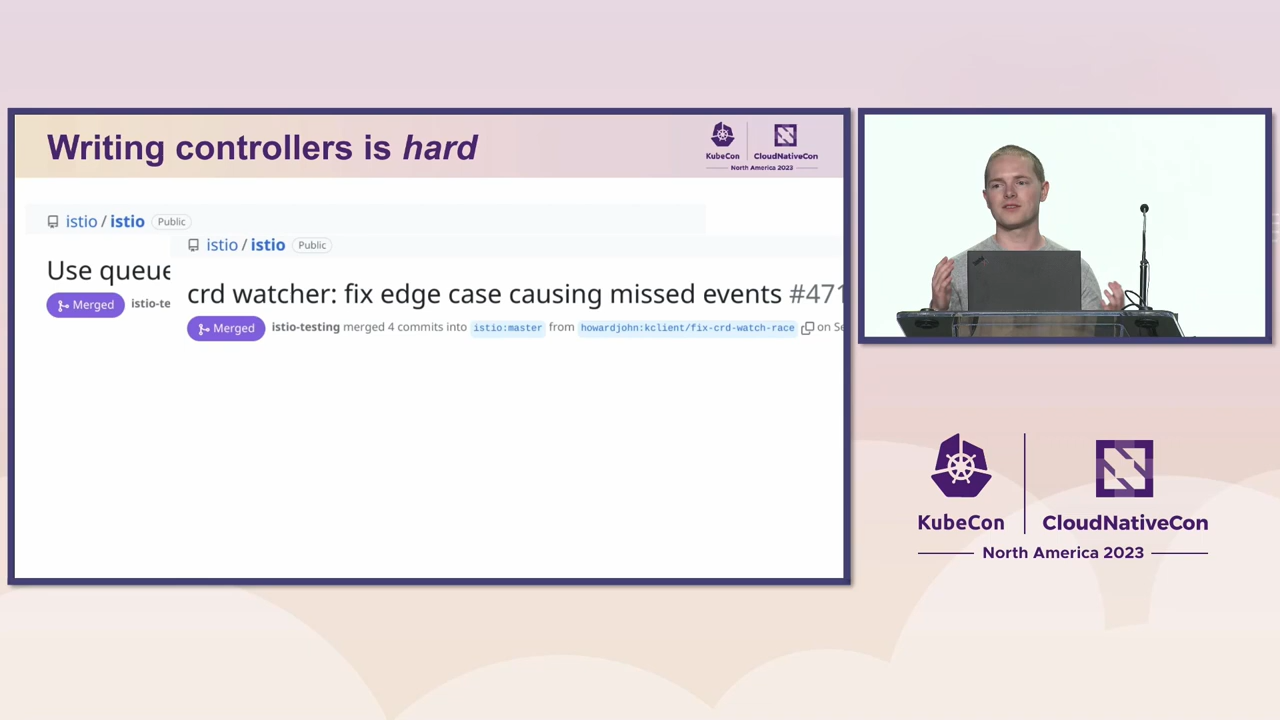 Writing controllers is hard
KubeCon
CloudNativeCon
North America 2023
istio / istio Public
istio / istio Public
Use queue
crd watcher: fix edge case causing missed events #471
Merged istio-te
Merged istio-testing merged 4 commits into istio:master from howardjohn:kclient/fix-crd-watch-race on Se
KubeCon
CloudNativeCon
North America 2023